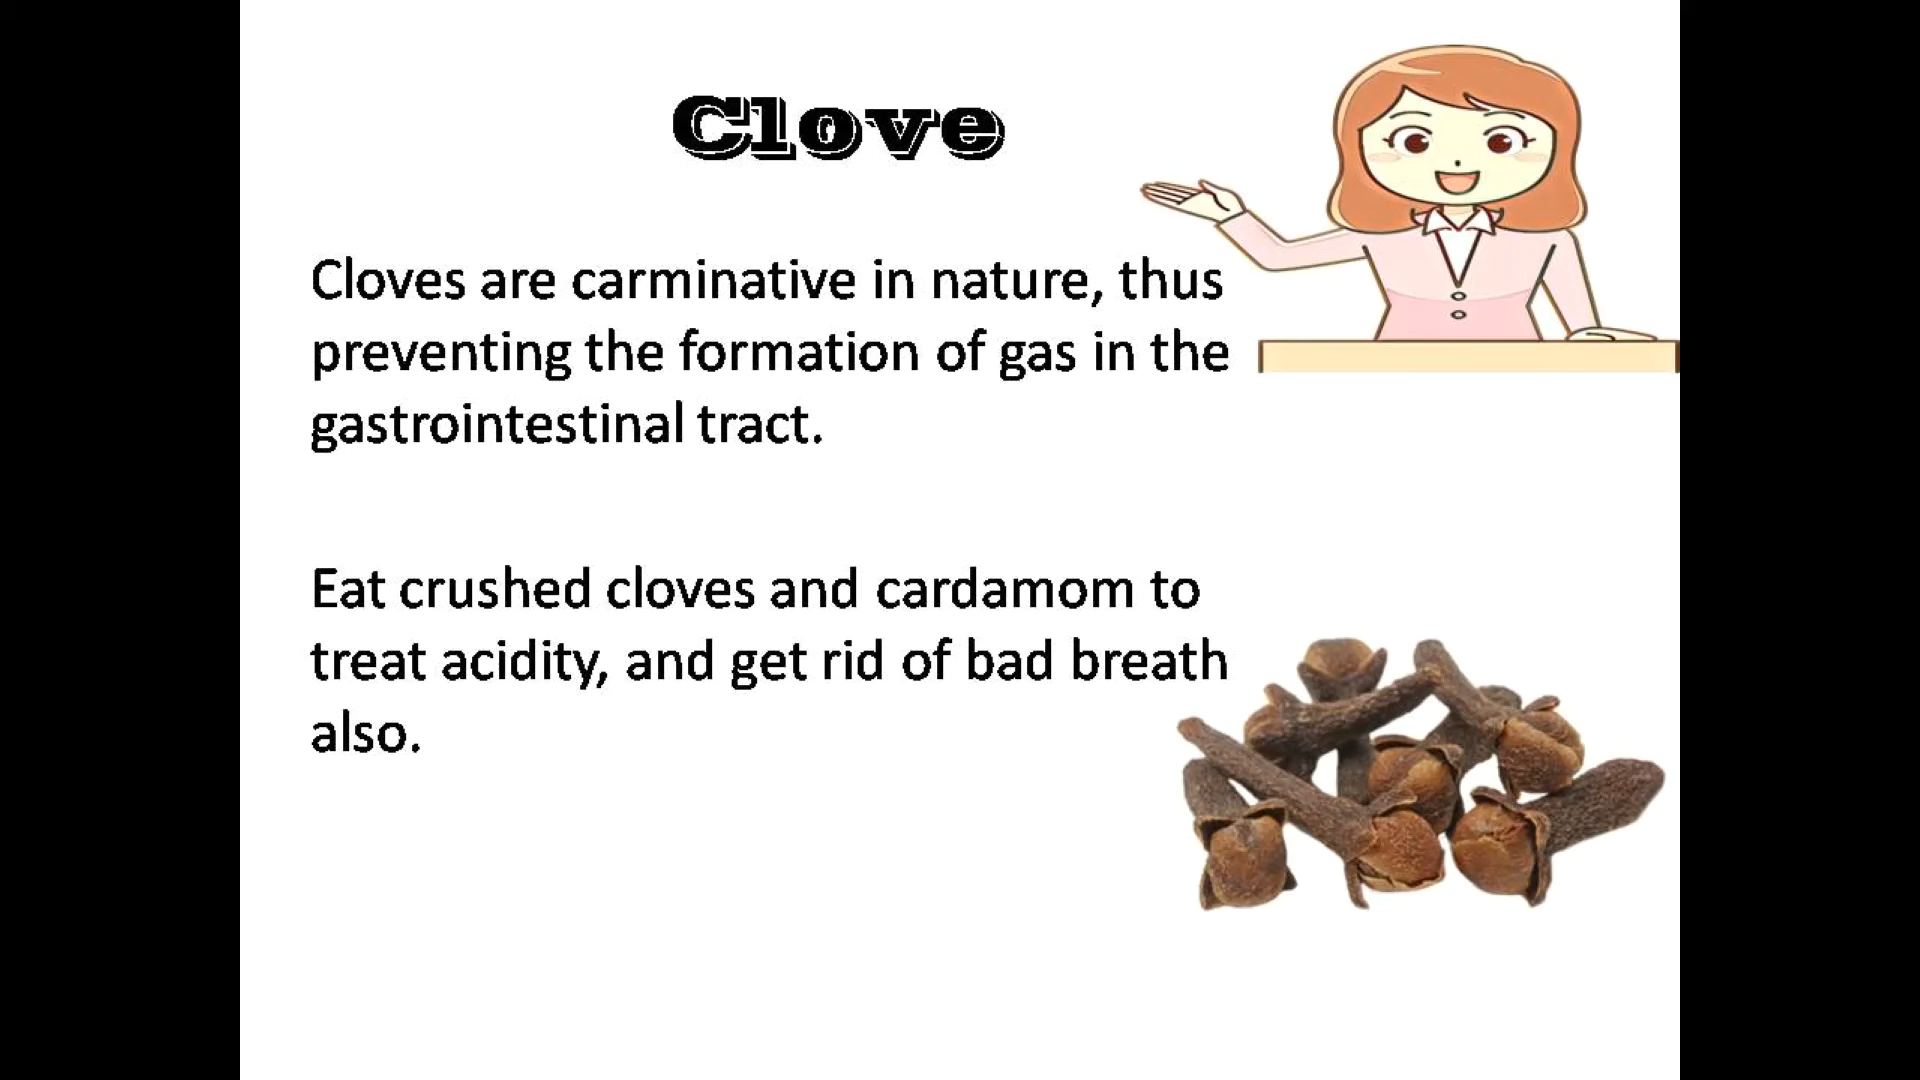 Clove
Cloves are carminative in nature, thus
preventing the formation of gas in the
gastrointestinal tract.
Eat crushed cloves and cardamom to
treat acidity, and get rid of bad breath
also.